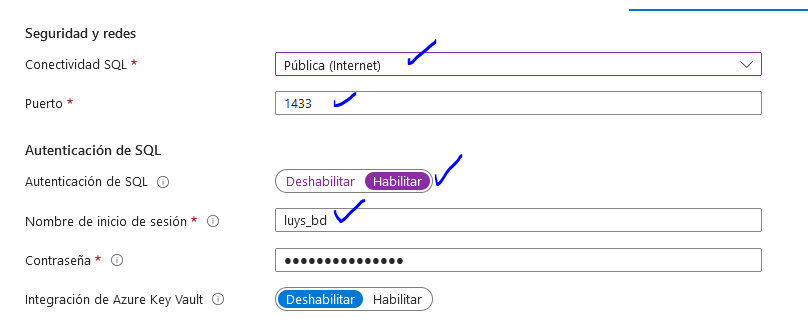 Seguridad y redes
Conectividad SQL * Pública (Internet)
Puerto * 1433
Autenticación de SQL
Autenticación de SQL Deshabilitar Habilitar
Nombre de inicio de sesión * luys_bd
Contraseña * •••••••••••••••
Integración de Azure Key Vault Deshabilitar Habilitar